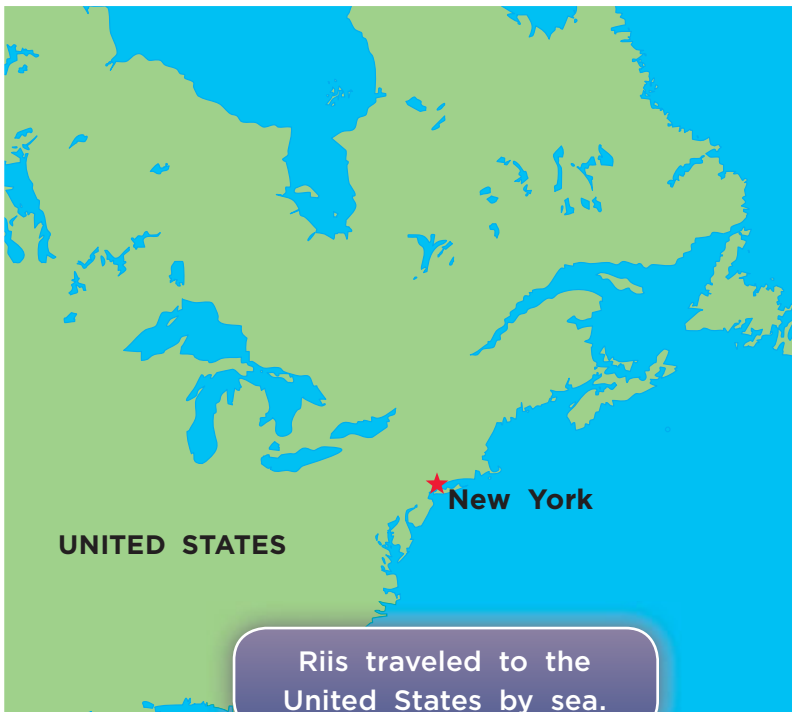 New York
UNITED STATES
Riis traveled to the
United States by sea.